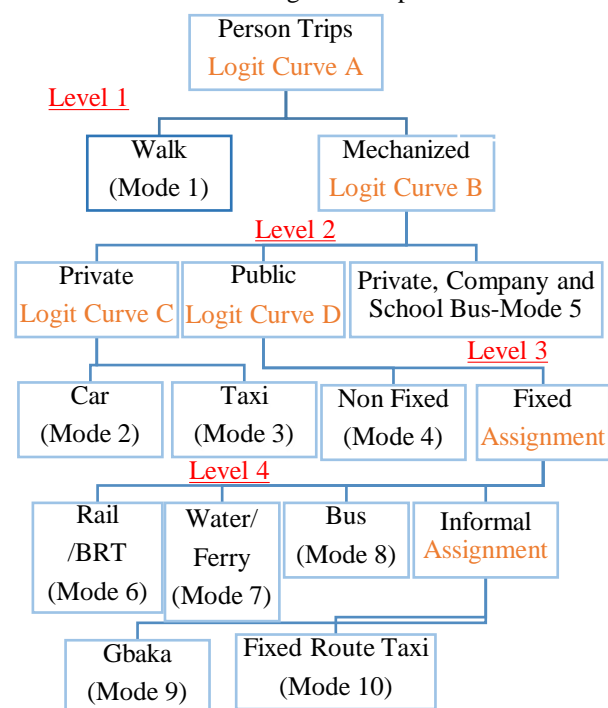 Person Trips
Logit Curve A
Level 1
Walk
(Mode 1)
Mechanized
Logit Curve B
Level 2
Private
Logit Curve C
Public
Logit Curve D
Private, Company and
School Bus-Mode 5
Level 3
Car
(Mode 2)
Taxi
(Mode 3)
Non Fixed
(Mode 4)
Fixed
Assignment
Level 4
Rail
/BRT
(Mode 6)
Water/
Ferry
(Mode 7)
Bus
(Mode 8)
Informal
Assignment
Gbaka
(Mode 9)
Fixed Route Taxi
(Mode 10)